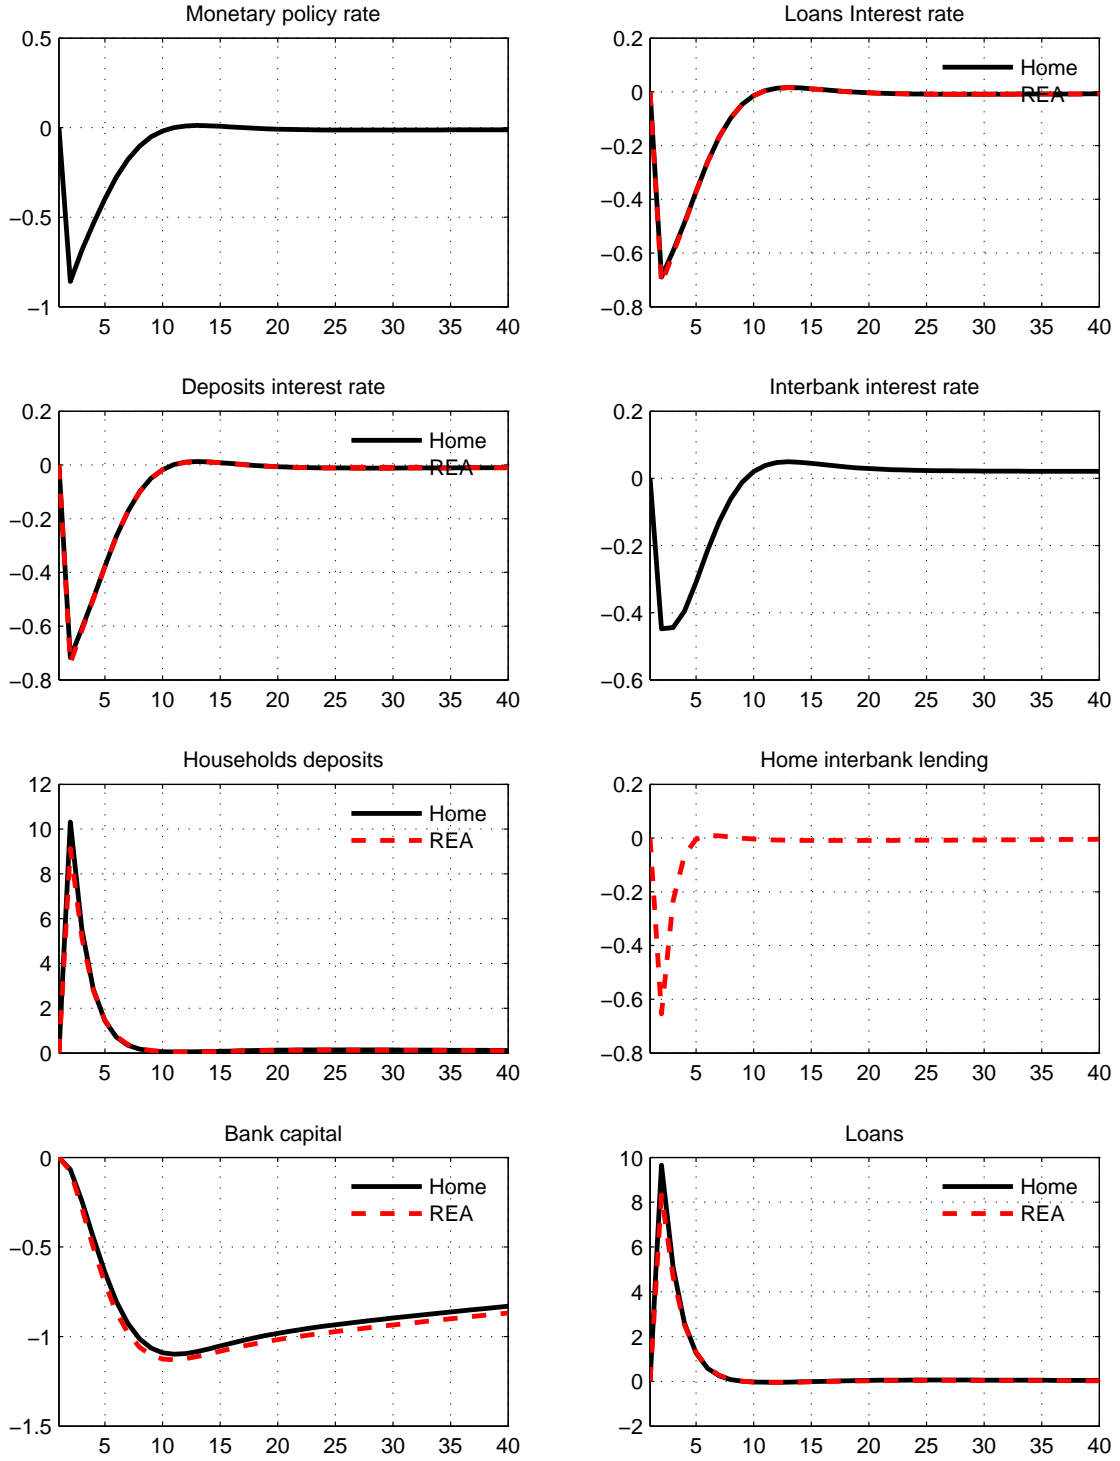 Monetary policy rate
0.5
0
−0.5
−1
5 10 15 20 25 30 35 40
Loans Interest rate
0.2
0
−0.2
−0.4
−0.6
−0.8
5 10 15 20 25 30 35 40
Home
REA
Deposits interest rate
0.2
0
−0.2
−0.4
−0.6
−0.8
5 10 15 20 25 30 35 40
Home
REA
Interbank interest rate
0.2
0
−0.2
−0.4
−0.6
5 10 15 20 25 30 35 40
Households deposits
12
10
8
6
4
2
0
5 10 15 20 25 30 35 40
Home
REA
Home interbank lending
0.2
0
−0.2
−0.4
−0.6
−0.8
5 10 15 20 25 30 35 40
Bank capital
0
−0.5
−1
−1.5
5 10 15 20 25 30 35 40
Home
REA
Loans
10
8
6
4
2
0
−2
5 10 15 20 25 30 35 40
Home
REA